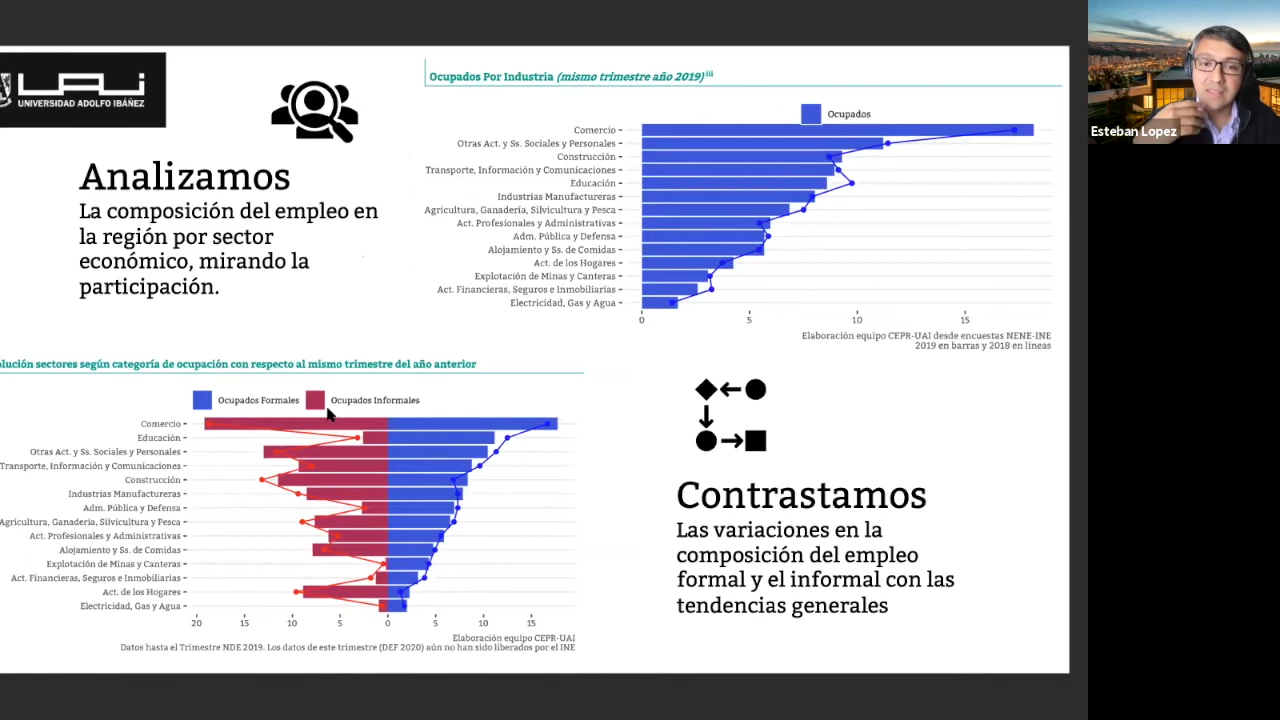 UAI
UNIVERSIDAD ADOLFO IBÁÑEZ
Analizamos
La composición del empleo en
la región por sector
económico, mirando la
participación.
Ocupados Por Industria (mismo trimestre año 2019) iii
Ocupados
Comercio
Otras Act. y Ss. Sociales y Personales
Construcción
Transporte, Información y Comunicaciones
Educación
Industrias Manufactureras
Agricultura, Ganadería, Silvicultura y Pesca
Act. Profesionales y Administrativas
Adm. Pública y Defensa
Alojamiento y Ss. de Comidas
Act. de los Hogares
Explotación de Minas y Canteras
Act. Financieras, Seguros e Inmobiliarias
Electricidad, Gas y Agua
0 5 10 15
Elaboración equipo CEPR-UAI desde encuestas NENE-INE
2019 en barras y 2018 en líneas
Esteban Lopez
olución sectores según categoría de ocupación con respecto al mismo trimestre del año anterior
Ocupados Formales Ocupados Informales
Comercio
Educación
Otras Act. y Ss. Sociales y Personales
Transporte, Información y Comunicaciones
Construcción
Industrias Manufactureras
Adm. Pública y Defensa
Agricultura, Ganadería, Silvicultura y Pesca
Act. Profesionales y Administrativas
Alojamiento y Ss. de Comidas
Explotación de Minas y Canteras
Act. Financieras, Seguros e Inmobiliarias
Act. de los Hogares
Electricidad, Gas y Agua
20 15 10 5 0 5 10 15
Elaboración equipo CEPR-UAI
Datos hasta el Trimestre NDE 2019. Los datos de este trimestre (DEF 2020) aún no han sido liberados por el INE
Contrastamos
Las variaciones en la
composición del empleo
formal y el informal con las
tendencias generales